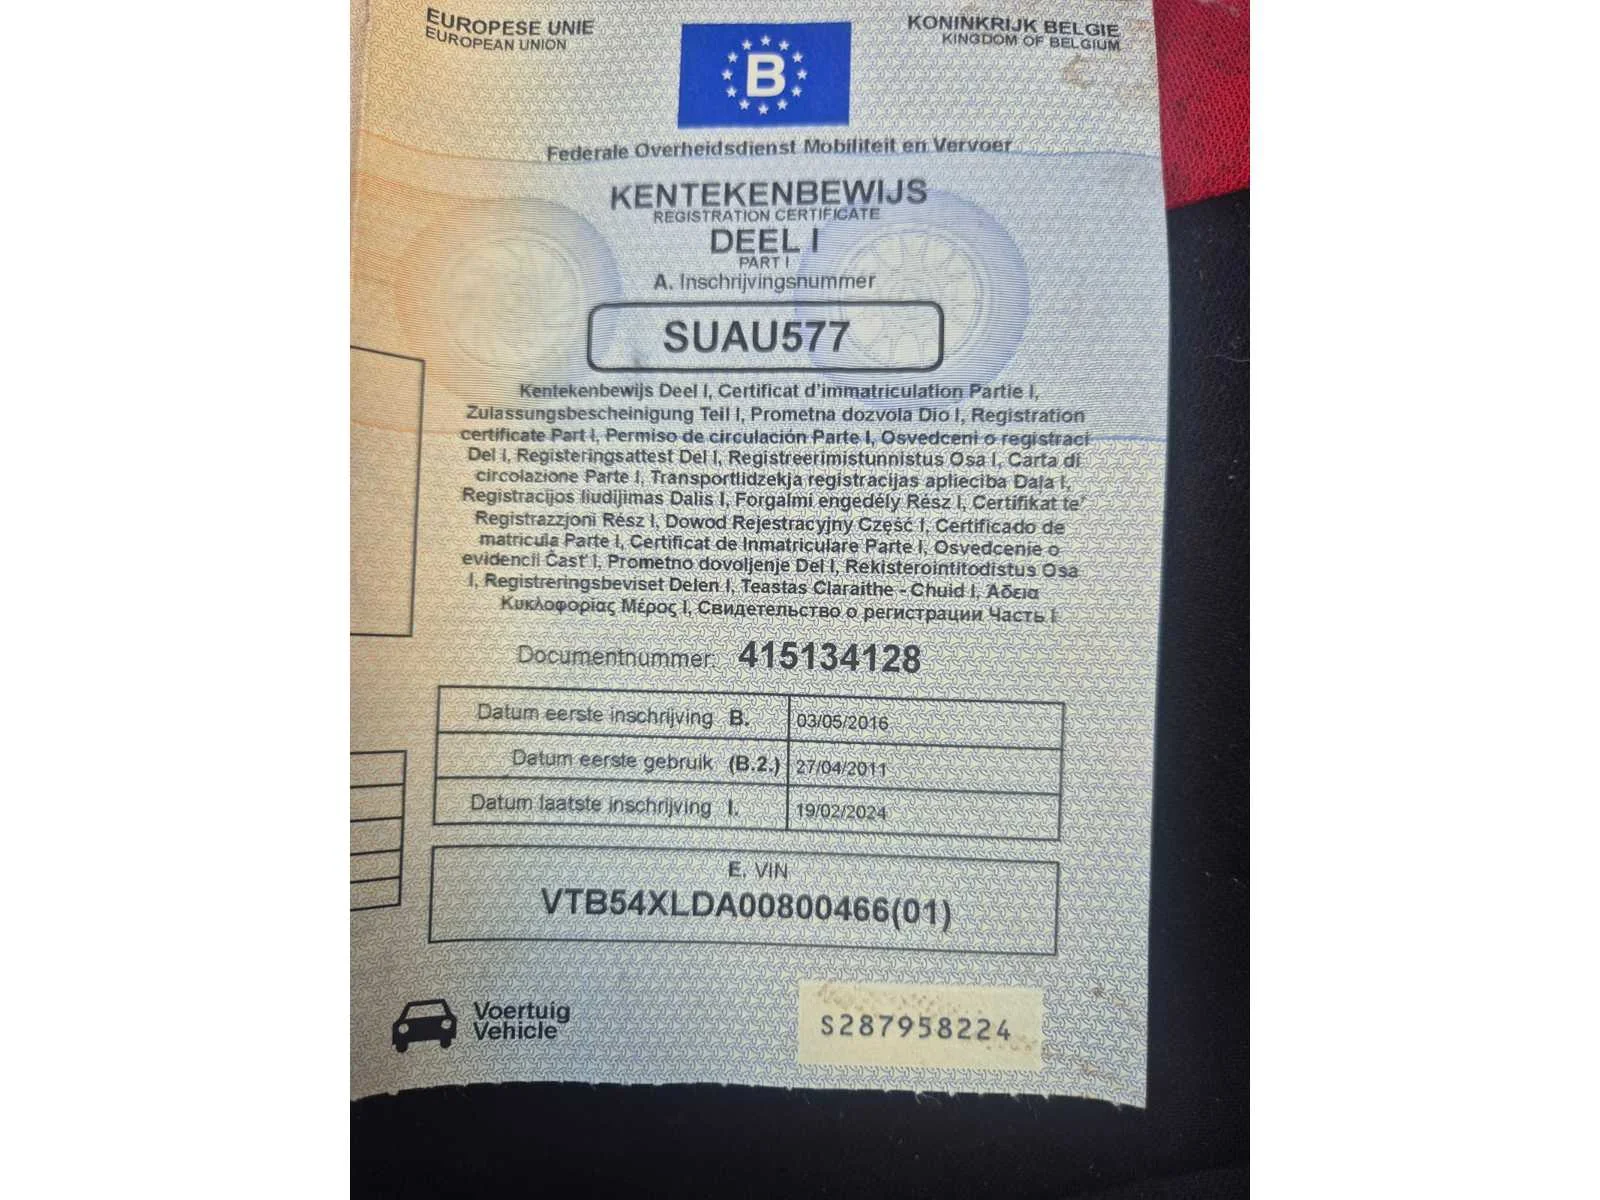 EUROPESE UNIE
EUROPEAN UNION
KONINKRIJK BELGIE
KINGDOM OF BELGIUM
B
Federale Overheidsdienst Mobiliteit en Vervoer
KENTEKENBEWIJS
REGISTRATION CERTIFICATE
DEEL I
PART I
A. Inschrijvingsnummer
SUAU577
Kentekenbewijs Deel I, Certificat d'immatriculation Partie I,
Zulassungsbescheinigung Teil I, Prometna dozvola Dio I, Registration
certificate Part I, Permiso de circulación Parte I, Osvedceni o registraci
Del I, Registeringsattest Del I, Registreerimistunnistus Osa I, Carta di
circolazione Parte I, Transportlidzekja registracijas aplieciba Daļa I,
Registracijos liudijimas Dalis I, Forgalmi engedély Rész I, Certifikat ta'
Registrazzjoni Rész I, Dowod Rejestracyjny Część I, Certificado de
matricula Parte I, Certificat de Inmatriculare Parte I, Osvedcenie o
evidencii Časť I, Prometno dovoljenje Del I, Rekisterointitodistus Osa
I, Registreringsbeviset Delen I, Teastas Claraithe - Chuid I, Άδεια
Κυκλοφορίας Μέρος I, Свидетельство о регистрации Часть I
Documentnummer: 415134128
Datum eerste inschrijving B. 03/05/2016
Datum eerste gebruik (B.2.) 27/04/2011
Datum laatste inschrijving I. 19/02/2024
E. VIN
VTB54XLDA00800466(01)
Voertuig
Vehicle
S287958224